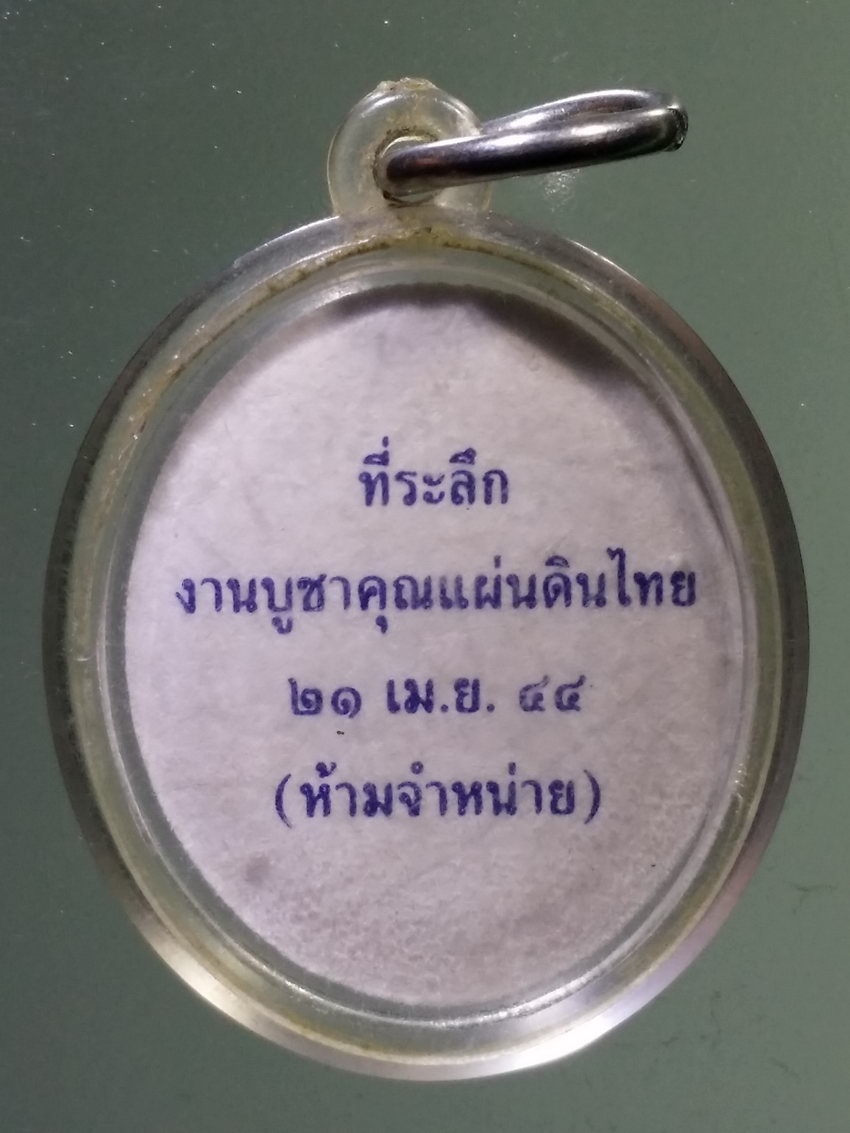 ที่ระลึก
งานบูชาคุณแผ่นดินไทย
๒๑ เม.ย. ๔๔
(ห้ามจำหน่าย)